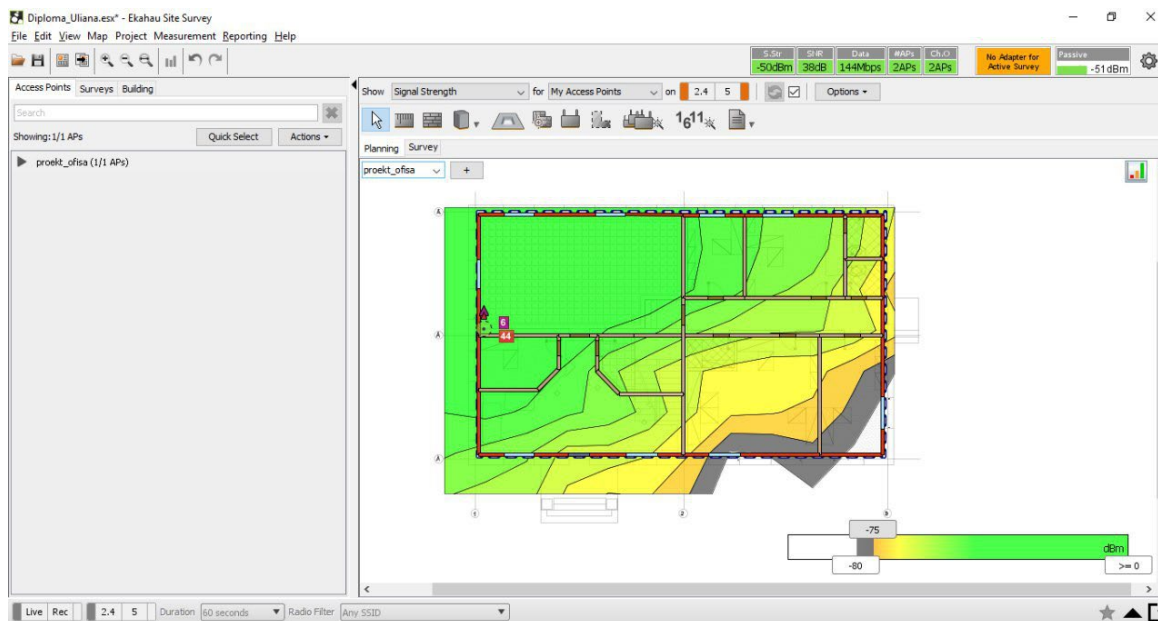 Diploma_Uliana.esx* - Ekahau Site Survey
File Edit View Map Project Measurement Reporting Help
S.Str SNR Data #APs Ch.O
-50dBm 38dB 144Mbps 2APs 2APs
No Adapter for
Active Survey
Passive
-51dBm
Access Points Surveys Building
Search
Showing:1/1 APs Quick Select Actions
proekt_ofisa (1/1 APs)
Show Signal Strength for My Access Points on 2.4 5 Options
1611
Planning Survey
proekt_ofisa +
A
6
44
A
A
1 2 3
-75
dBm
-80 >= 0
Live Rec 2.4 5 Duration 60 seconds Radio Filter Any SSID